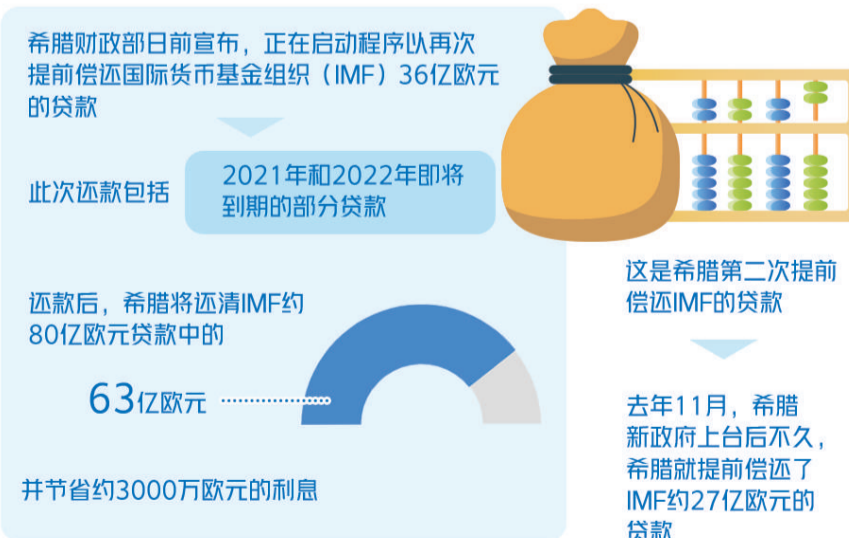 希腊财政部日前宣布，正在启动程序以再次
提前偿还国际货币基金组织（IMF）36亿欧元
的贷款
此次还款包括
2021年和2022年即将
到期的部分贷款
还款后，希腊将还清IMF约
80亿欧元贷款中的
63亿欧元
并节省约3000万欧元的利息
这是希腊第二次提前
偿还IMF的贷款
去年11月，希腊
新政府上台后不久，
希腊就提前偿还了
IMF约27亿欧元的
贷款